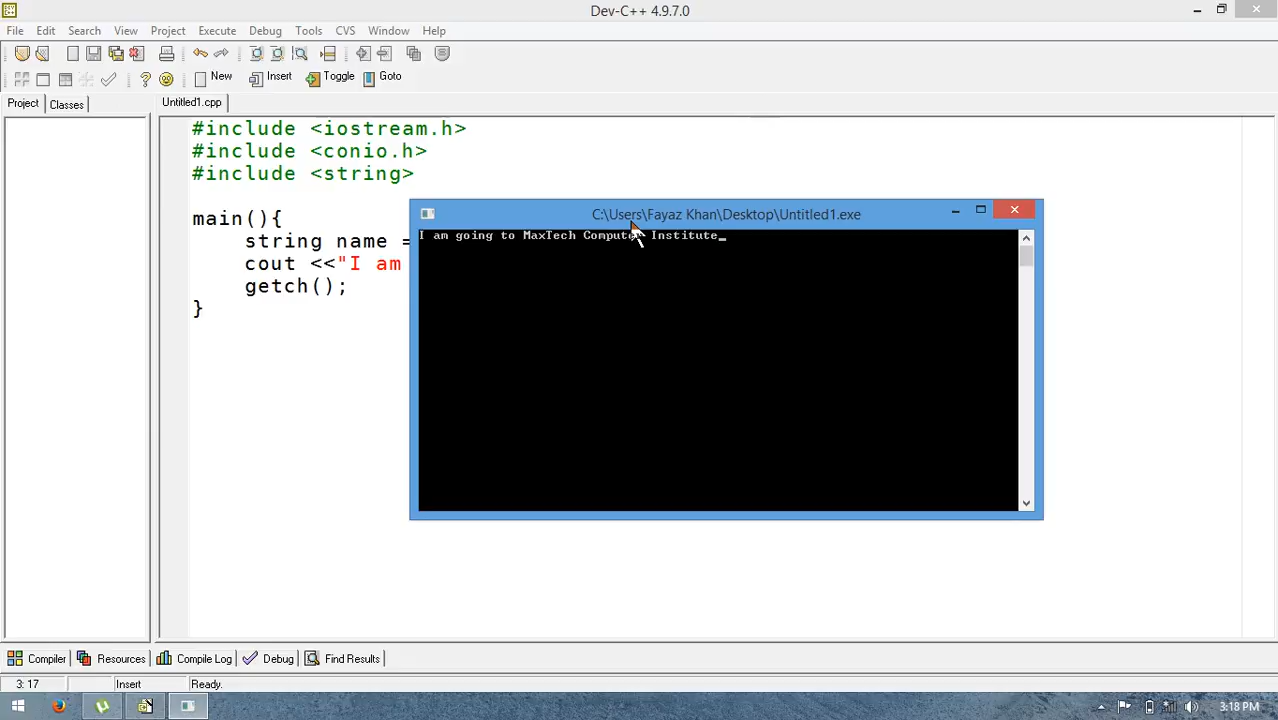 Dev-C++ 4.9.7.0
File Edit Search View Project Execute Debug Tools CVS Window Help
New Insert Toggle Goto
Project Classes Untitled1.cpp
#include <iostream.h>
#include <conio.h>
#include <string>
main(){
string name =
cout <<"I am
getch();
}
C:\Users\Fayaz Khan\Desktop\Untitled1.exe
I am going to MaxTech Computer Institute_
Compiler Resources Compile Log Debug Find Results
3: 17 Insert Ready.
3:18 PM